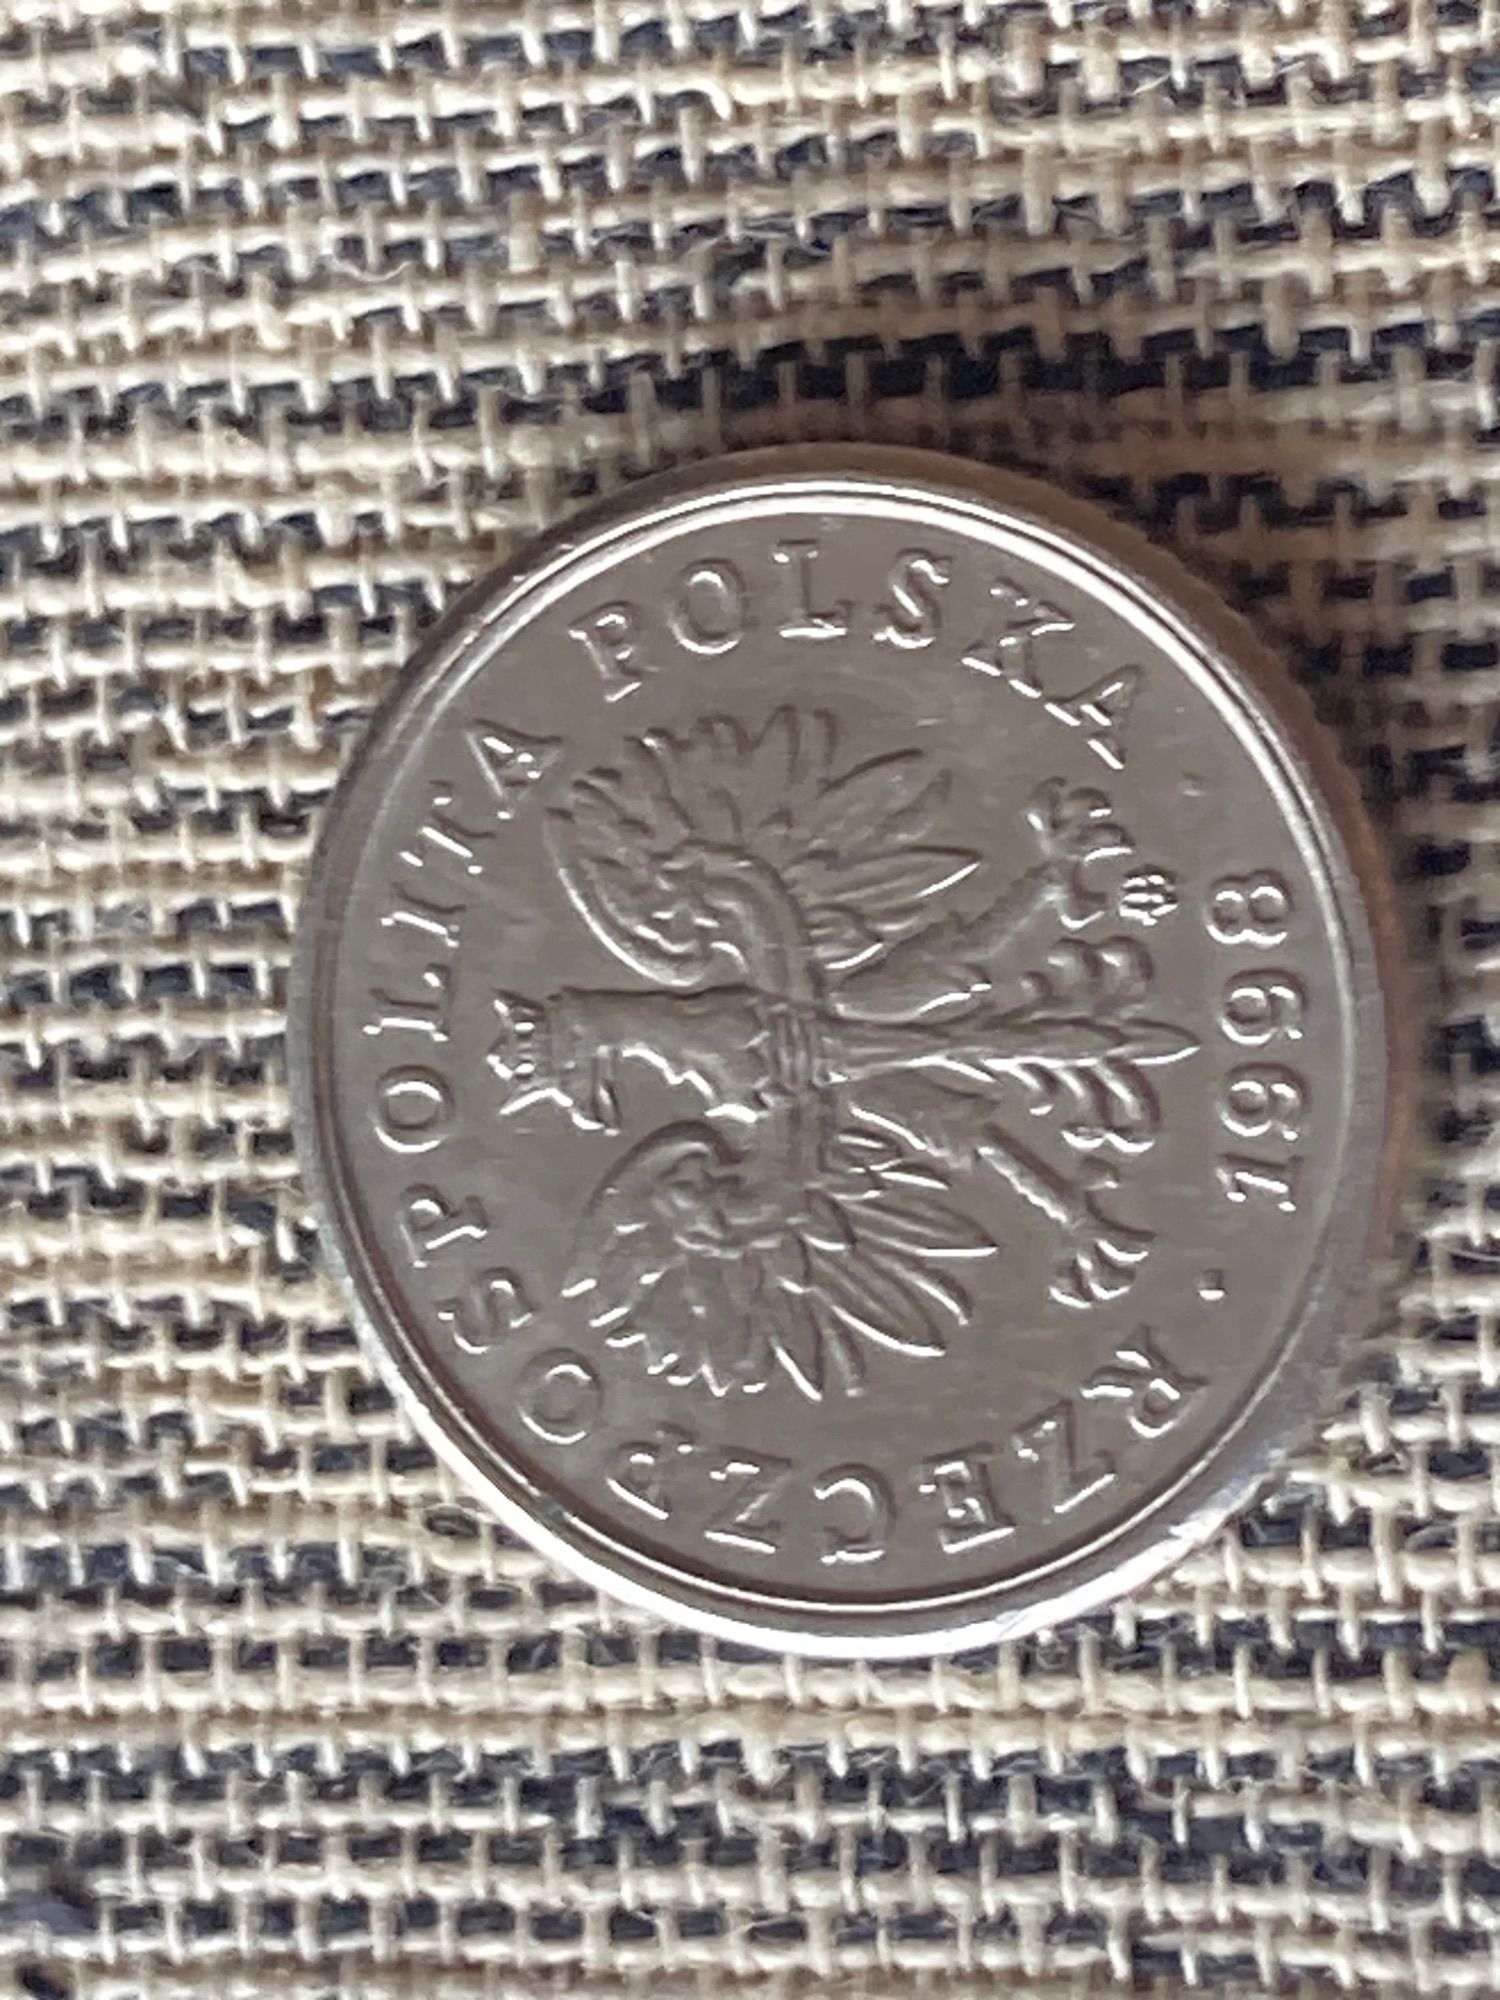 RZECZPOSPOLITA POLSKA
· 1998 ·